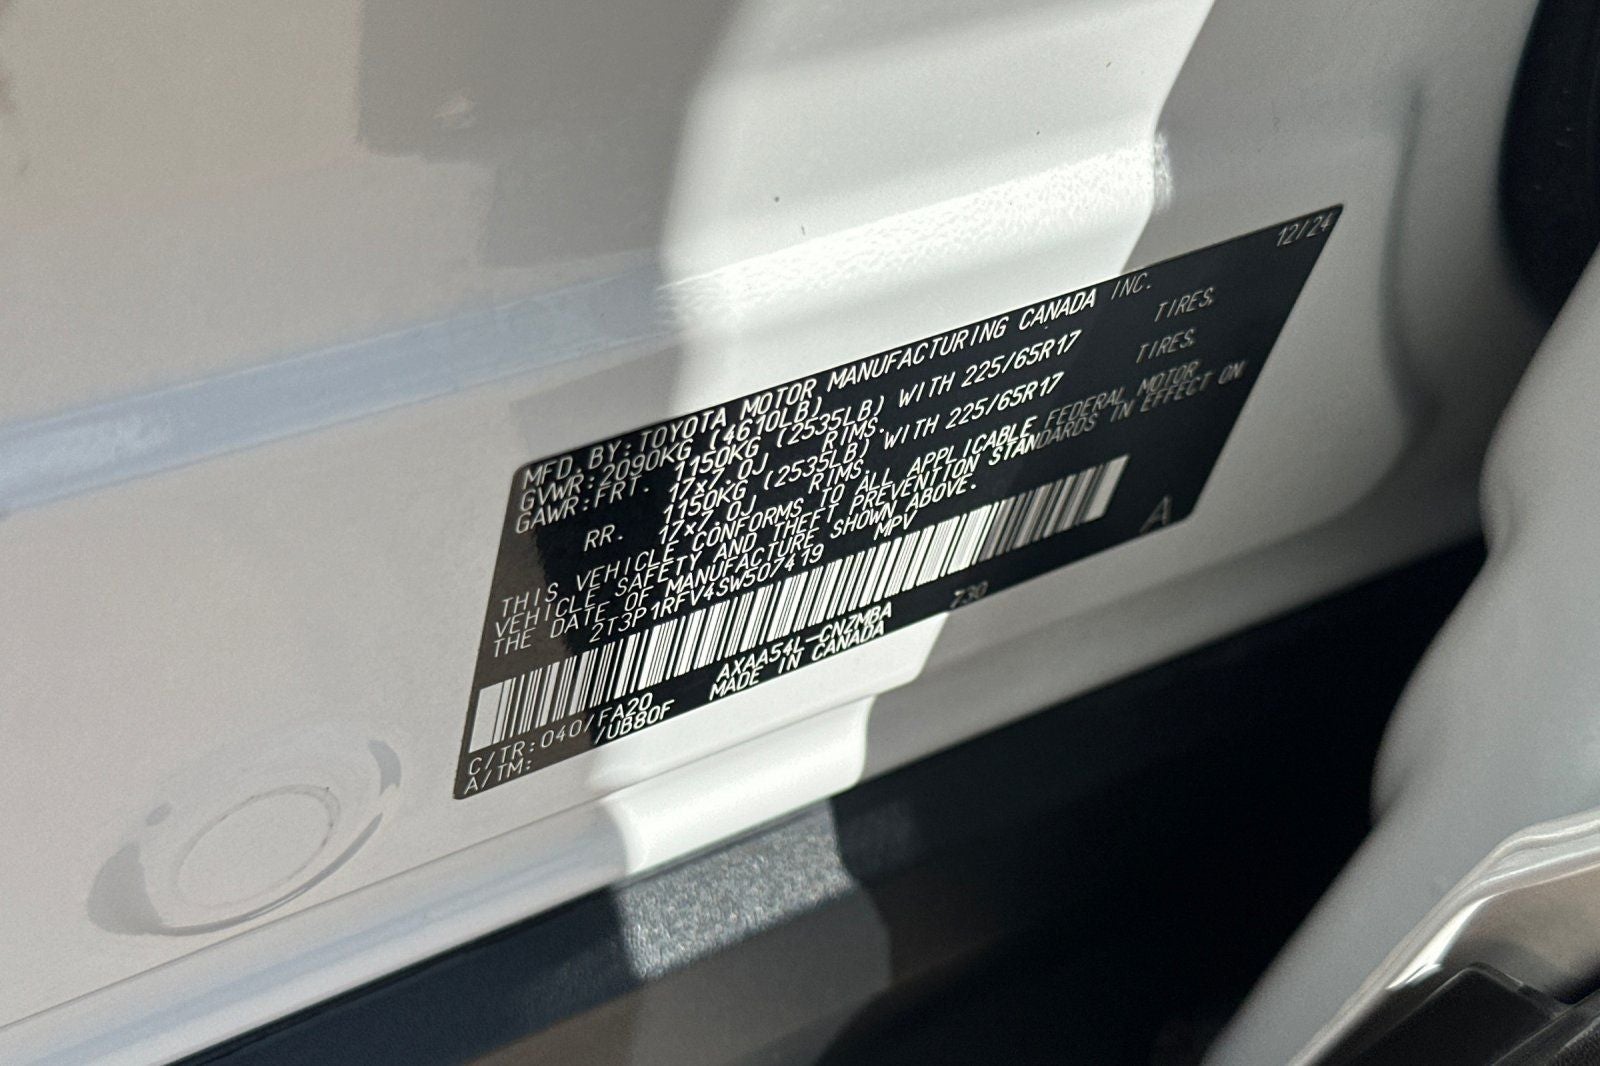 12/24
MFD. BY: TOYOTA MOTOR MANUFACTURING CANADA INC.
GVWR: 2090KG (4610LB)
GAWR: FRT. 1150KG (2535LB) WITH 225/65R17 TIRES,
17x7.0J RIMS.
RR. 1150KG (2535LB) WITH 225/65R17 TIRES,
17x7.0J RIMS.
THIS VEHICLE CONFORMS TO ALL APPLICABLE FEDERAL MOTOR
VEHICLE SAFETY AND THEFT PREVENTION STANDARDS IN EFFECT ON
THE DATE OF MANUFACTURE SHOWN ABOVE.
2T3P1RFV4SW507419 MPV
A
C/TR: 040/FA20 AXAA54L-CNZMBA 730
A/TM: /UB80F MADE IN CANADA